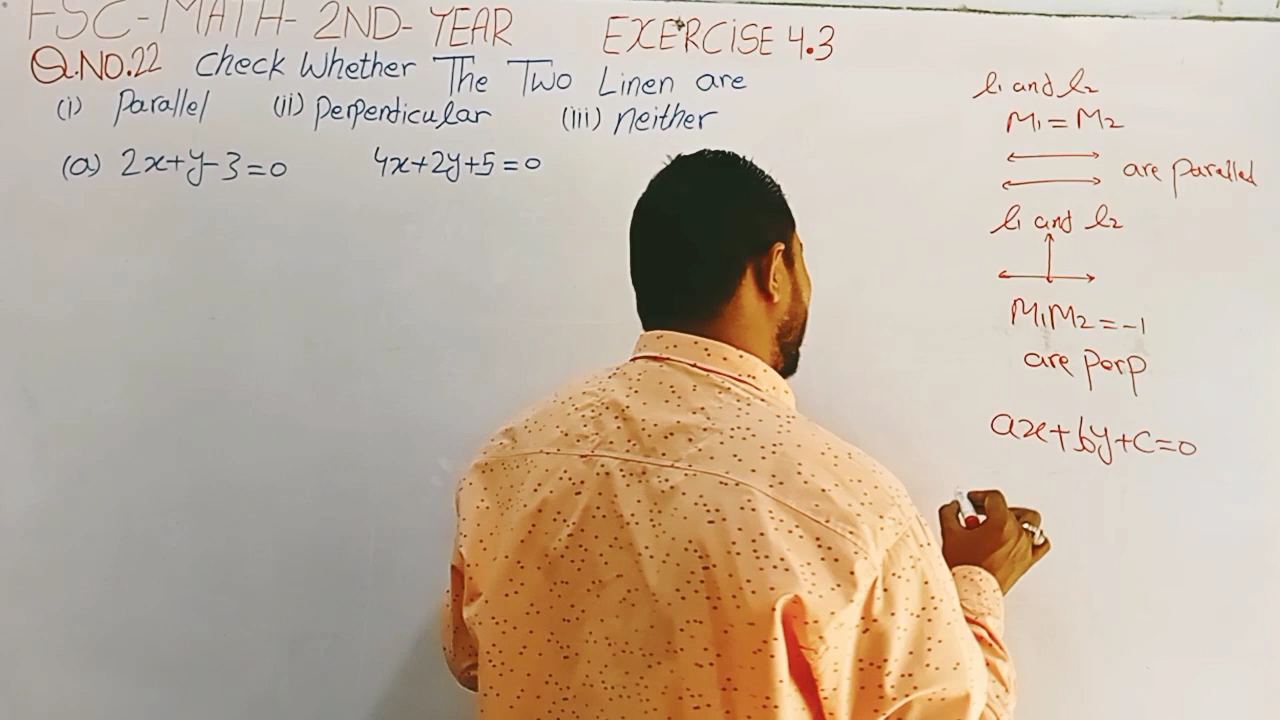 FSC-MATH-2ND-YEAR EXERCISE 4.3
Q.NO.22 Check Whether The Two Linen are
(i) Parallel (ii) Perpendicular (iii) neither
(a) 2x+y-3=0 4x+2y+5=0
l₁ and l₂
M₁=M₂
are parallel
l₁ and l₂
M₁M₂=-1
are perp
ax+by+c=0